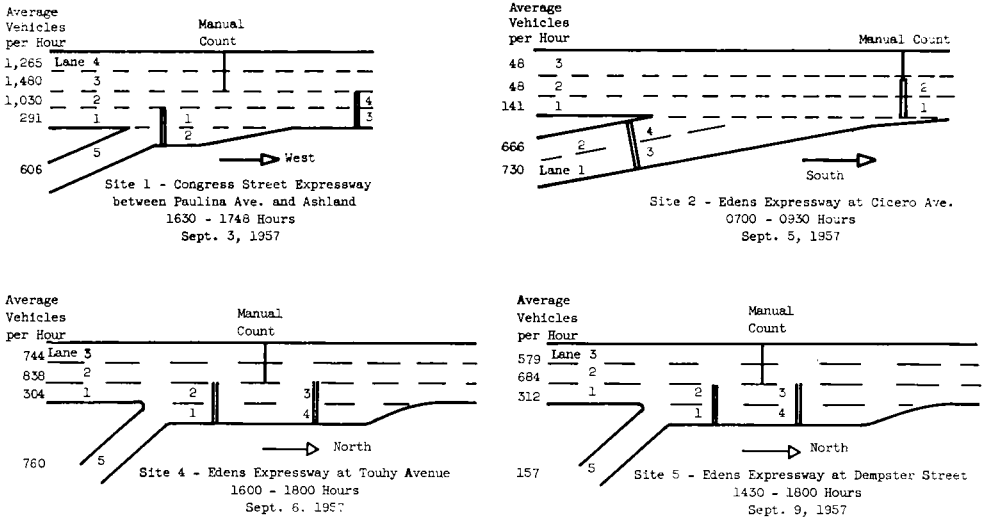 Average
Vehicles
per Hour
Manual
Count
1,265 Lane 4
1,480 3
1,030 2
291 1
1
2
4
3
5
606
West
Site 1 - Congress Street Expressway
between Paulina Ave. and Ashland
1630 - 1748 Hours
Sept. 3, 1957
Average
Vehicles
per Hour
Manual Count
48 3
48 2
141 1
2
1
666 2
4
3
730 Lane 1
South
Site 2 - Edens Expressway at Cicero Ave.
0700 - 0930 Hours
Sept. 5, 1957
Average
Vehicles
per Hour
Manual
Count
744 Lane 3
838 2
304 1
2
1
3
4
North
760 5
Site 4 - Edens Expressway at Touhy Avenue
1600 - 1800 Hours
Sept. 6. 1957
Average
Vehicles
per Hour
Manual
Count
579 Lane 3
684 2
312 1
2
1
3
4
North
157 5
Site 5 - Edens Expressway at Dempster Street
1430 - 1800 Hours
Sept. 9, 1957